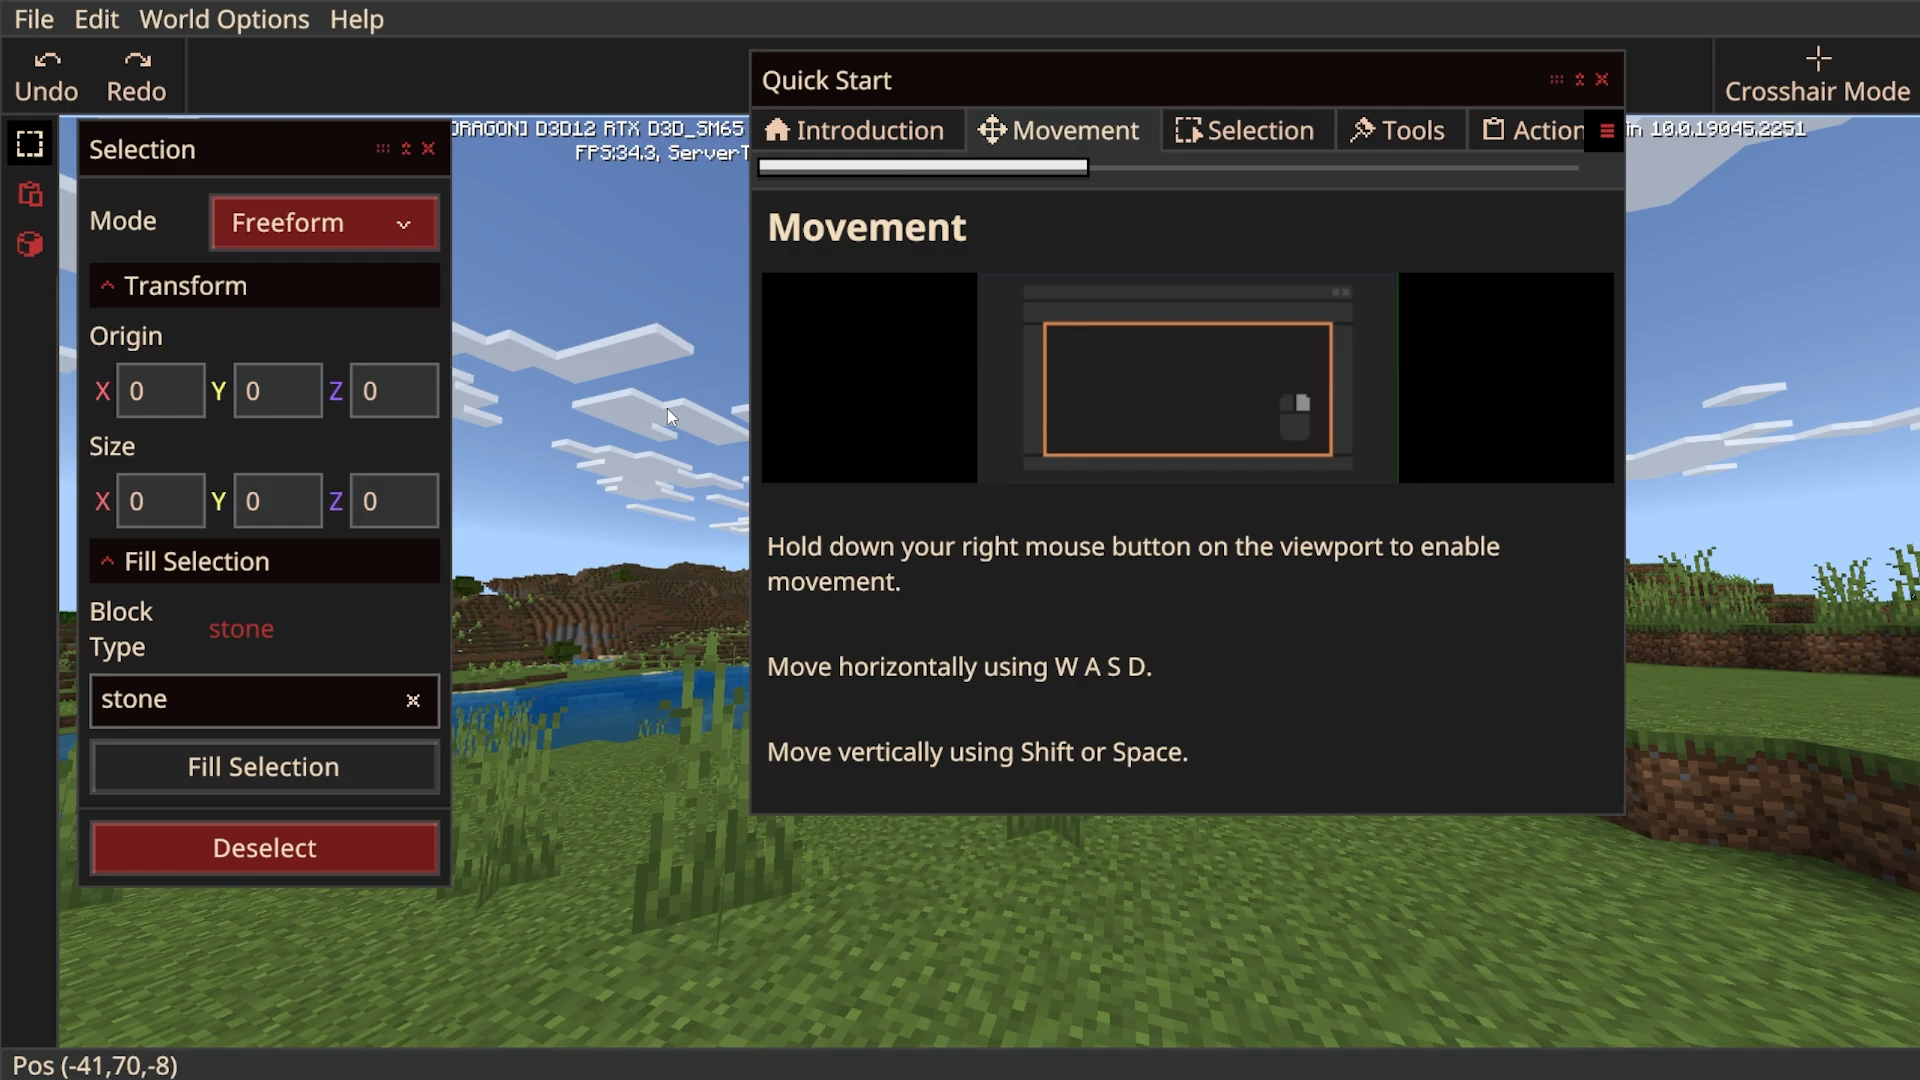 File Edit World Options Help
Undo Redo
Crosshair Mode
DRAGON] D3D12 RTX D3D_SM65
in 10.0.19045.2251
FPS:34.3, ServerT
Selection
Mode Freeform
Transform
Origin
X 0 Y 0 Z 0
Size
X 0 Y 0 Z 0
Fill Selection
Block
Type
stone
stone
Fill Selection
Deselect
Quick Start
Introduction Movement Selection Tools Action
Movement
Hold down your right mouse button on the viewport to enable
movement.
Move horizontally using W A S D.
Move vertically using Shift or Space.
Pos (-41,70,-8)